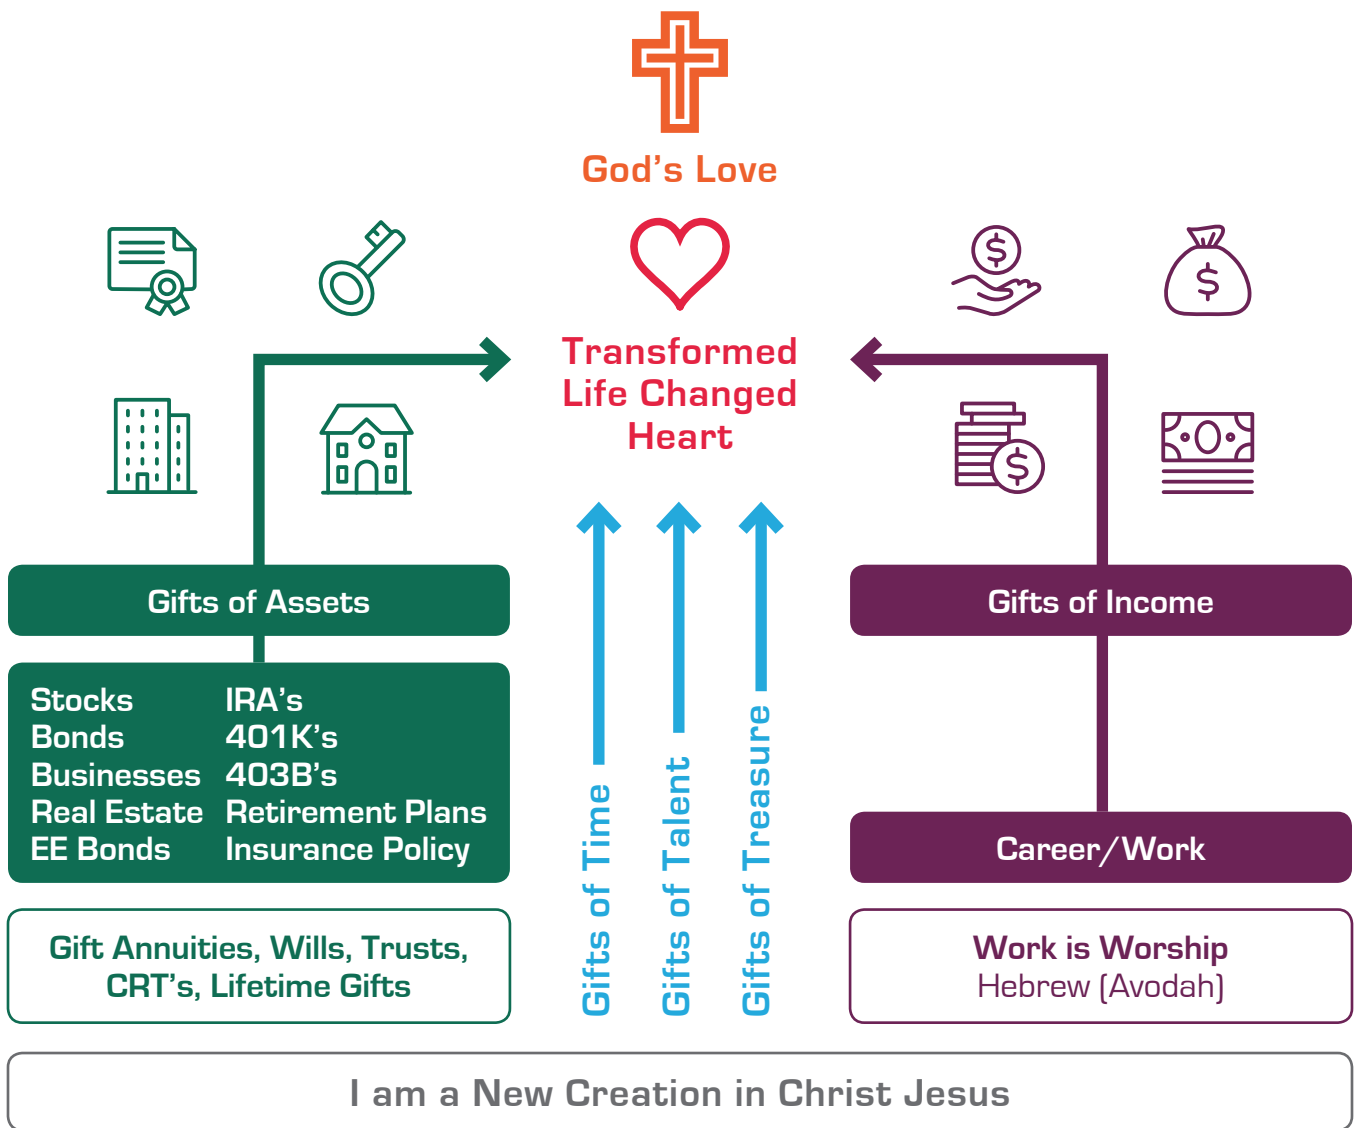 God's Love
Transformed
Life Changed
Heart
Gifts of Assets
Stocks IRA's
Bonds 401K's
Businesses 403B's
Real Estate Retirement Plans
EE Bonds Insurance Policy
Gift Annuities, Wills, Trusts,
CRT's, Lifetime Gifts
Gifts of Time
Gifts of Talent
Gifts of Treasure
$
$
$
Gifts of Income
Career/Work
Work is Worship
Hebrew (Avodah)
I am a New Creation in Christ Jesus